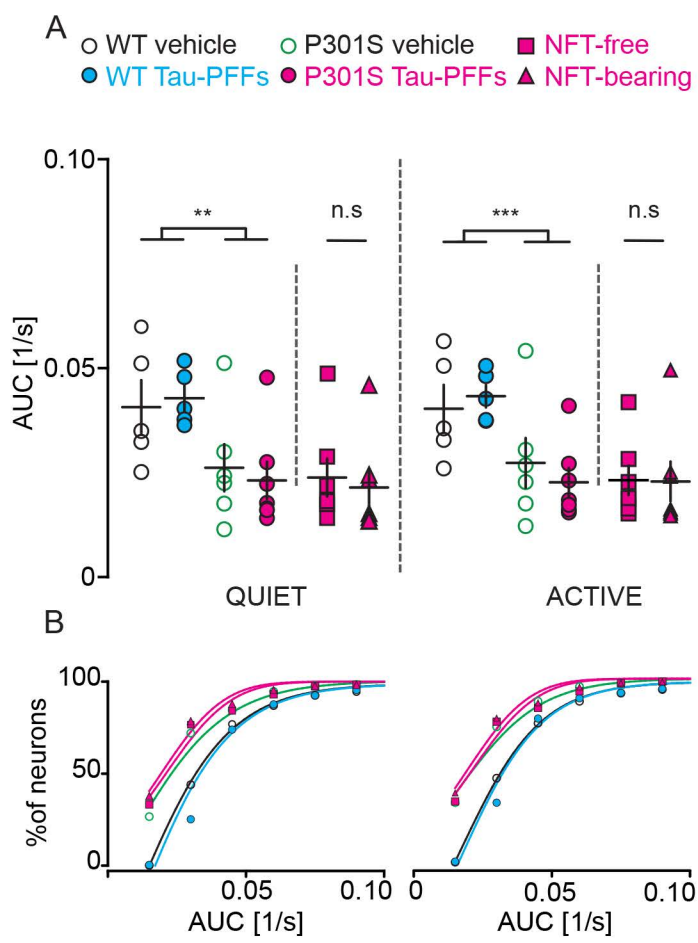 A
WT vehicle P301S vehicle NFT-free
WT Tau-PFFs P301S Tau-PFFs NFT-bearing
0.10
** n.s *** n.s
AUC [1/s]
0.05
0
QUIET ACTIVE
B
100
%of neurons
50
0
0.05 0.10 0 0.05 0.10
AUC [1/s] AUC [1/s]